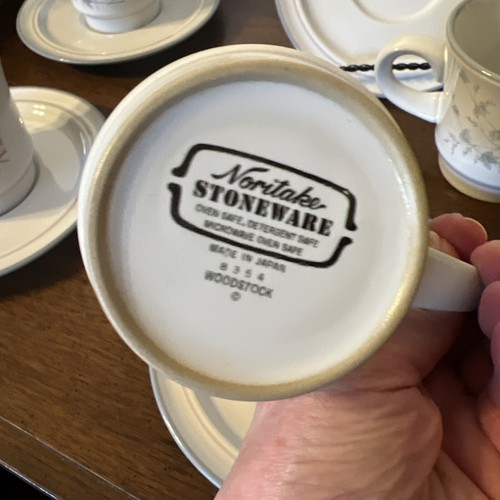 Noritake
STONEWARE
OVEN SAFE, DETERGENT SAFE
MICROWAVE OVEN SAFE
MADE IN JAPAN
8354
WOODSTOCK
©